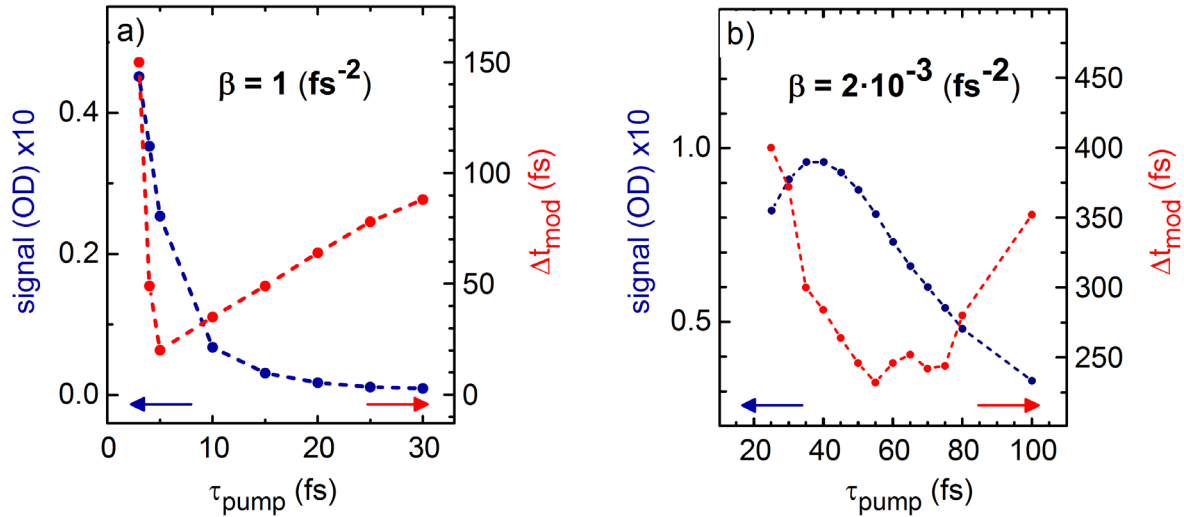 a)
β = 1 (fs⁻²)
signal (OD) x10
0.4
0.2
0.0
150
100
50
0
Δt_mod (fs)
0 10 20 30
τ_pump (fs)
b)
β = 2·10⁻³ (fs⁻²)
signal (OD) x10
1.0
0.5
450
400
350
300
250
Δt_mod (fs)
20 40 60 80 100
τ_pump (fs)